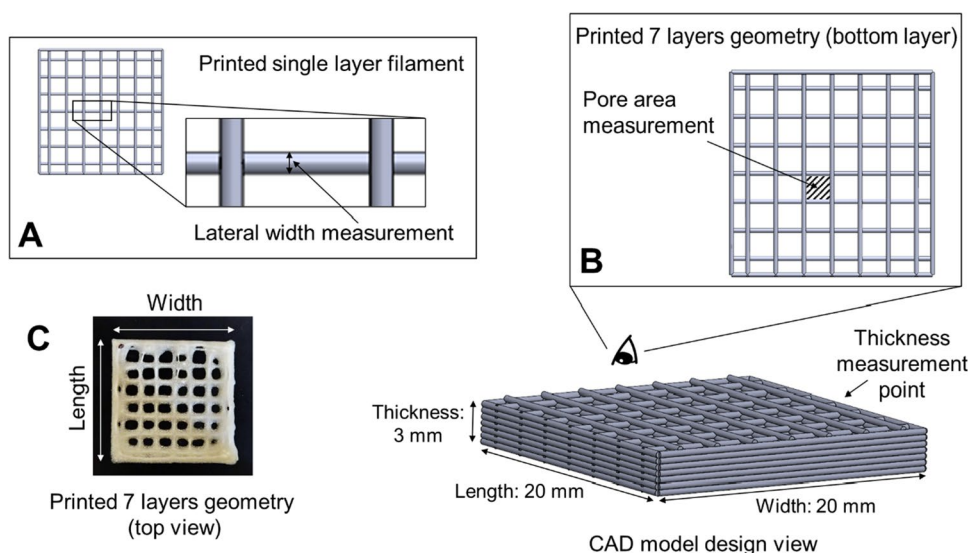 Printed single layer filament
Lateral width measurement
A
Printed 7 layers geometry (bottom layer)
Pore area
measurement
B
C
Width
Length
Printed 7 layers geometry
(top view)
Thickness
measurement
point
Thickness:
3 mm
Length: 20 mm
Width: 20 mm
CAD model design view